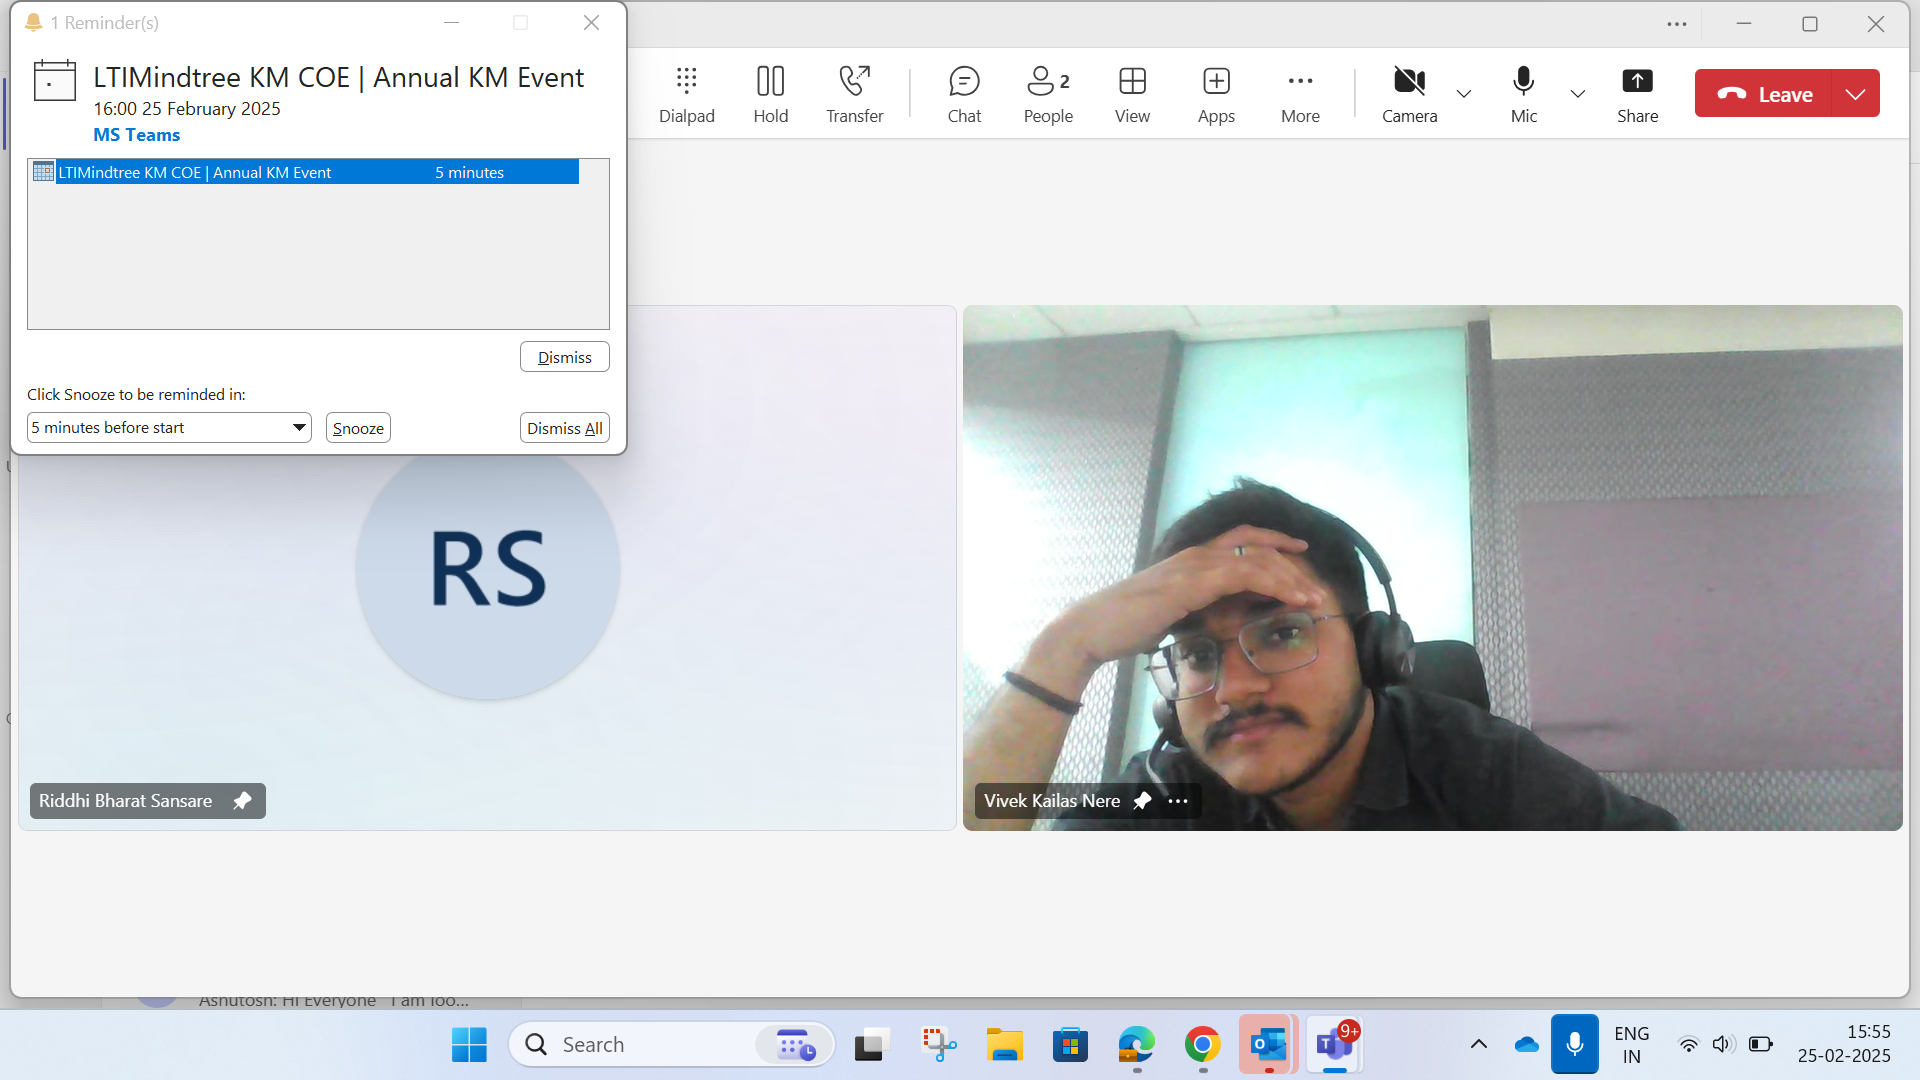 1 Reminder(s)
LTIMindtree KM COE | Annual KM Event
16:00 25 February 2025
MS Teams
LTIMindtree KM COE | Annual KM Event 5 minutes
Dismiss
Click Snooze to be reminded in:
5 minutes before start
Snooze
Dismiss All
Dialpad
Hold
Transfer
Chat
2
People
View
Apps
More
Camera
Mic
Share
Leave
RS
Riddhi Bharat Sansare
Vivek Kailas Nere
Ashutosh: Hi Everyone I am loo...
Search
9+
ENG
IN
15:55
25-02-2025